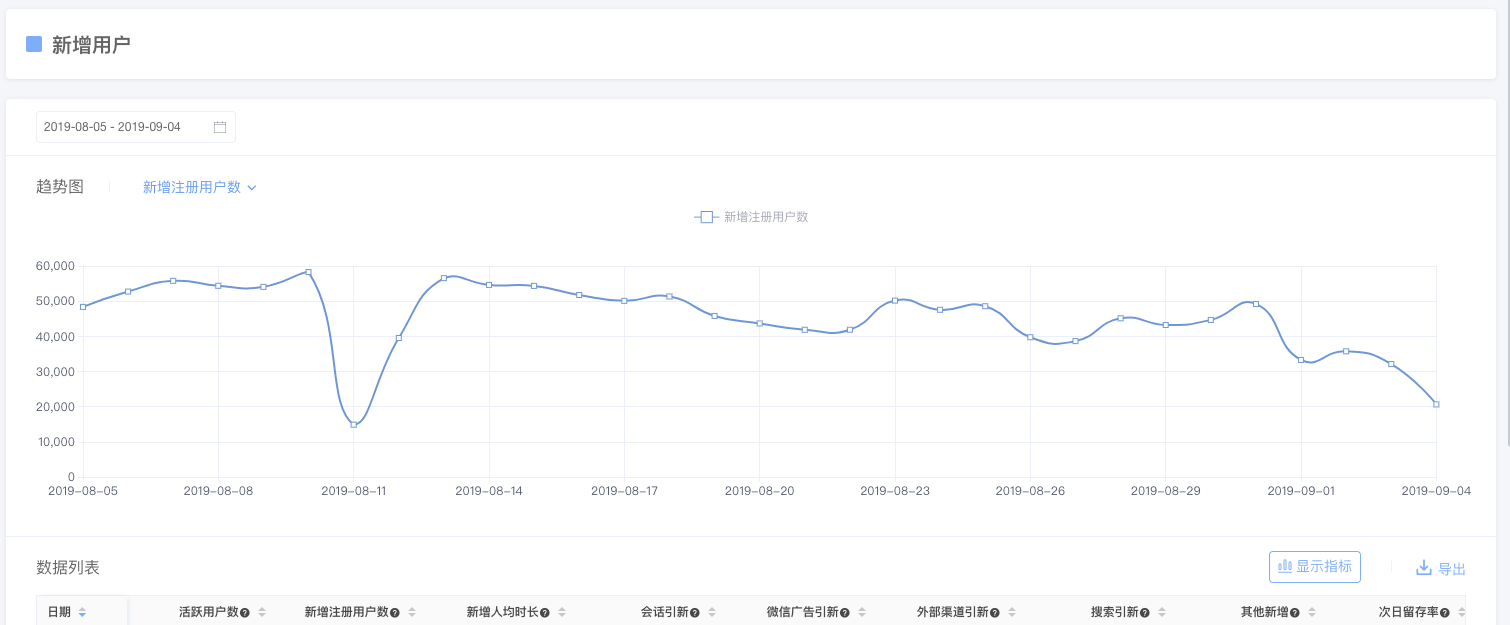 新增用户
2019-08-05 - 2019-09-04
趋势图 新增注册用户数
新增注册用户数
60,000
50,000
40,000
30,000
20,000
10,000
0
2019-08-05 2019-08-08 2019-08-11 2019-08-14 2019-08-17 2019-08-20 2019-08-23 2019-08-26 2019-08-29 2019-09-01 2019-09-04
数据列表 显示指标 导出
日期 活跃用户数 新增注册用户数 新增人均时长 会话引新 微信广告引新 外部渠道引新 搜索引新 其他新增 次日留存率